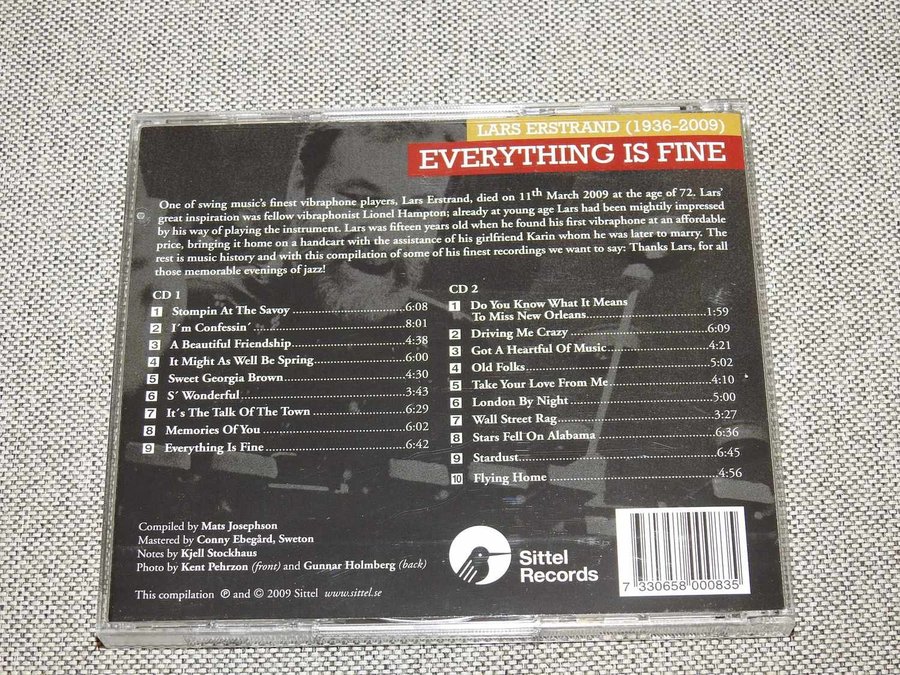 LARS ERSTRAND (1936-2009)
EVERYTHING IS FINE
One of swing music's finest vibraphone players, Lars Erstrand, died on 11th March 2009 at the age of 72. Lars'
great inspiration was fellow vibraphonist Lionel Hampton; already at young age Lars had been mightily impressed
by his way of playing the instrument. Lars was fifteen years old when he found his first vibraphone at an affordable
price, bringing it home on a handcart with the assistance of his girlfriend Karin whom he was later to marry. The
rest is music history and with this compilation of some of his finest recordings we want to say: Thanks Lars, for all
those memorable evenings of jazz!
CD 1
1 Stompin At The Savoy 6:08
2 I´m Confessin´ 8:01
3 A Beautiful Friendship 4:38
4 It Might As Well Be Spring 6:00
5 Sweet Georgia Brown 4:30
6 S´ Wonderful 3:43
7 It´s The Talk Of The Town 6:29
8 Memories Of You 6:02
9 Everything Is Fine 6:42
CD 2
1 Do You Know What It Means
To Miss New Orleans 1:59
2 Driving Me Crazy 6:09
3 Got A Heartful Of Music 4:21
4 Old Folks 5:02
5 Take Your Love From Me 4:10
6 London By Night 5:00
7 Wall Street Rag 3:27
8 Stars Fell On Alabama 6:36
9 Stardust 6:45
10 Flying Home 4:56
Compiled by Mats Josephson
Mastered by Conny Ebegård, Sweton
Notes by Kjell Stockhaus
Photo by Kent Pehrzon (front) and Gunnar Holmberg (back)
This compilation ℗ and © 2009 Sittel www.sittel.se
Sittel
Records
7 330658 000835